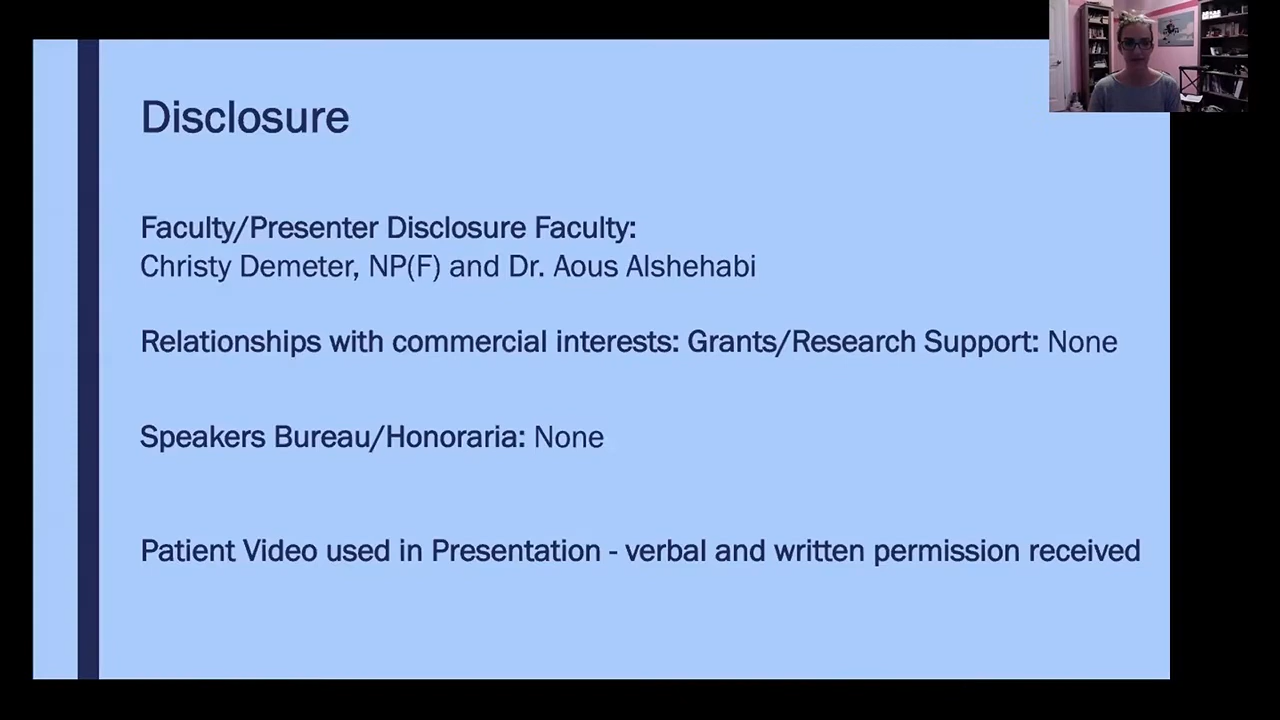 Disclosure
Faculty/Presenter Disclosure Faculty:
Christy Demeter, NP(F) and Dr. Aous Alshehabi
Relationships with commercial interests: Grants/Research Support: None
Speakers Bureau/Honoraria: None
Patient Video used in Presentation - verbal and written permission received